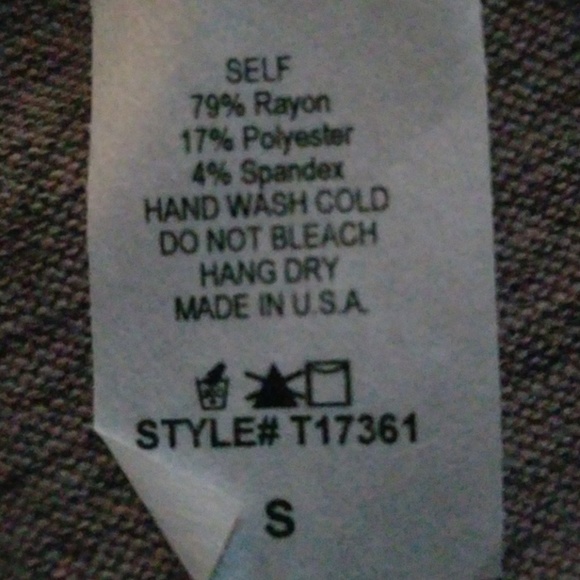 SELF
79% Rayon
17% Polyester
4% Spandex
HAND WASH COLD
DO NOT BLEACH
HANG DRY
MADE IN U.S.A.
STYLE# T17361
S